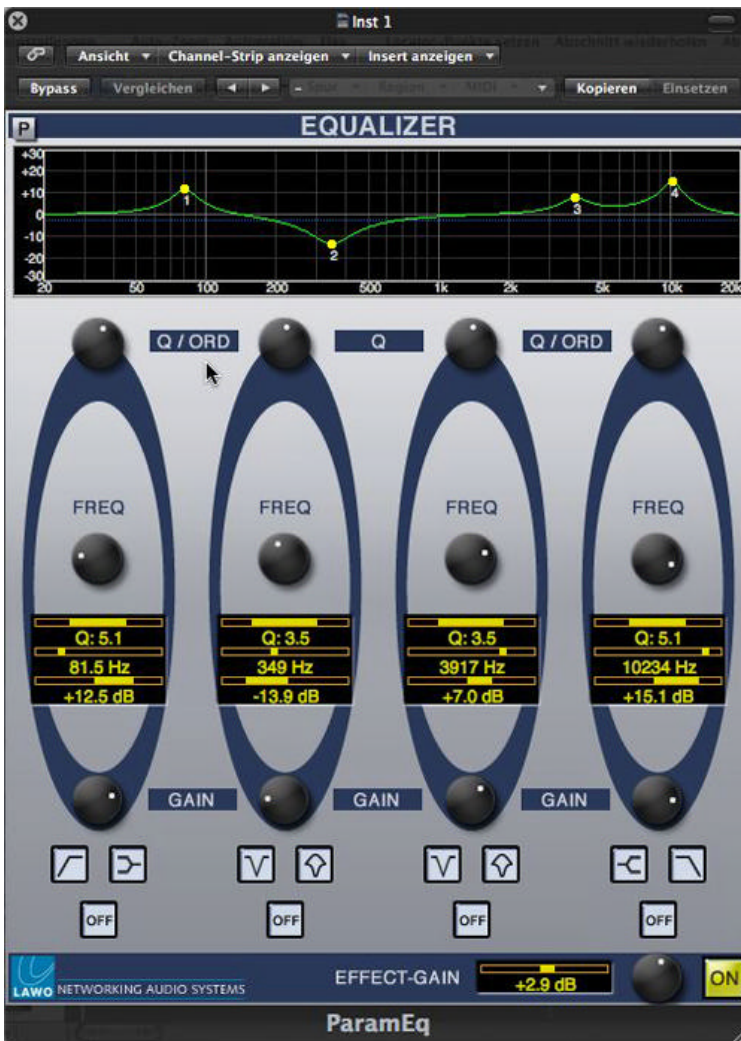 Inst 1
Ansicht Channel-Strip anzeigen Insert anzeigen
Bypass Vergleichen - Kopieren Einsetzen
P EQUALIZER
+30
+20
+10
0
-10
-20
-30
1
2
3
4
20 50 100 200 500 1k 2k 5k 10k 20k
Q / ORD Q Q / ORD
FREQ FREQ FREQ FREQ
Q: 5.1 Q: 3.5 Q: 3.5 Q: 5.1
81.5 Hz 349 Hz 3917 Hz 10234 Hz
+12.5 dB -13.9 dB +7.0 dB +15.1 dB
GAIN GAIN GAIN
OFF OFF OFF OFF
LAWO NETWORKING AUDIO SYSTEMS EFFECT-GAIN +2.9 dB ON
ParamEq